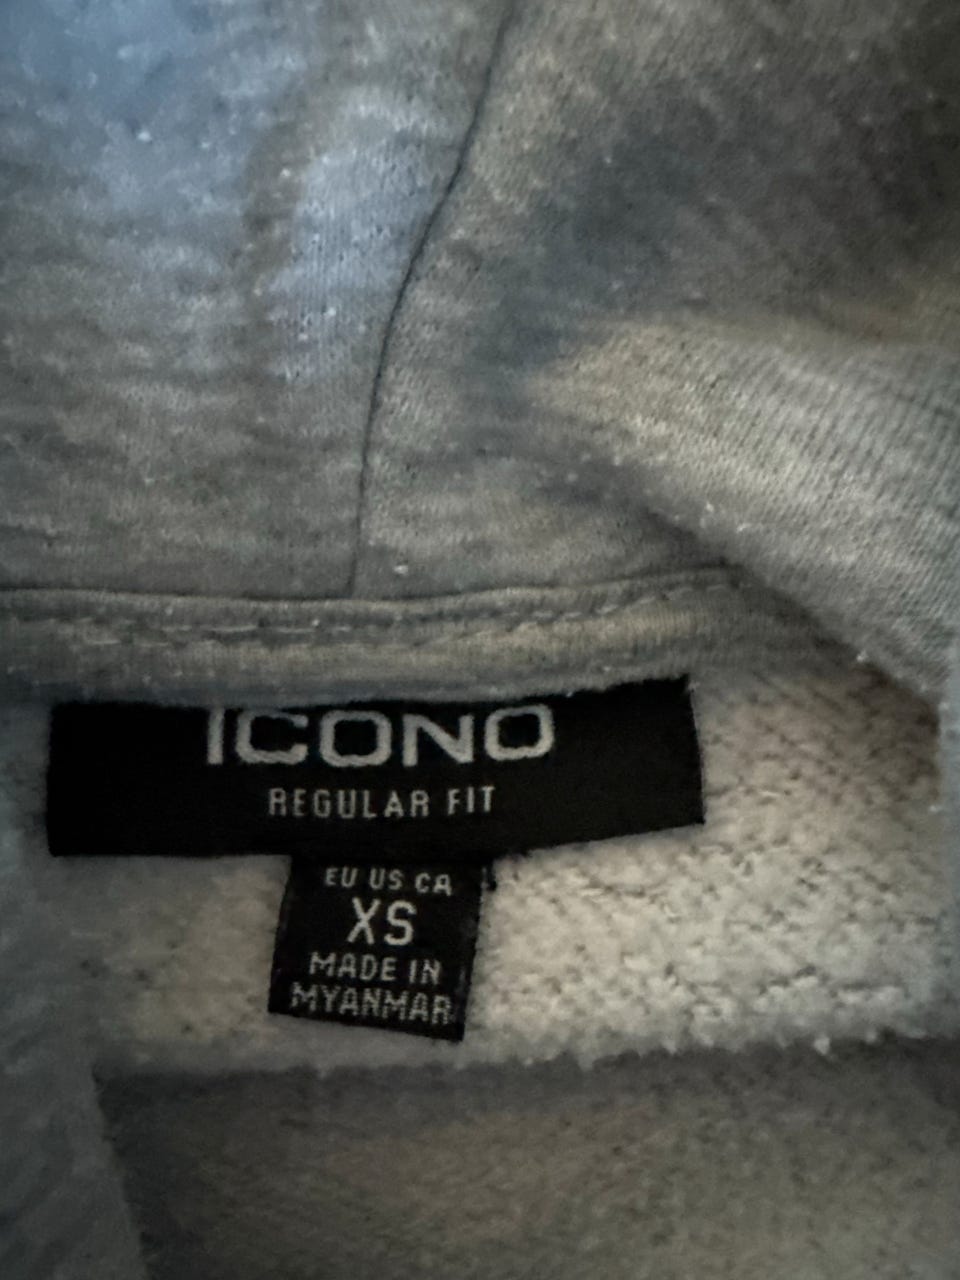 ICONO
REGULAR FIT
EU US CA
XS
MADE IN
MYANMAR